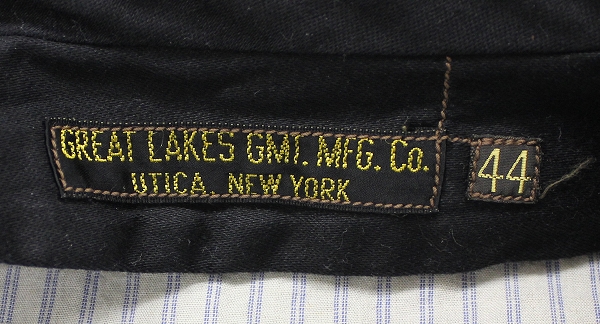 GREAT LAKES GMT. MFG. CO.
UTICA, NEW YORK
44